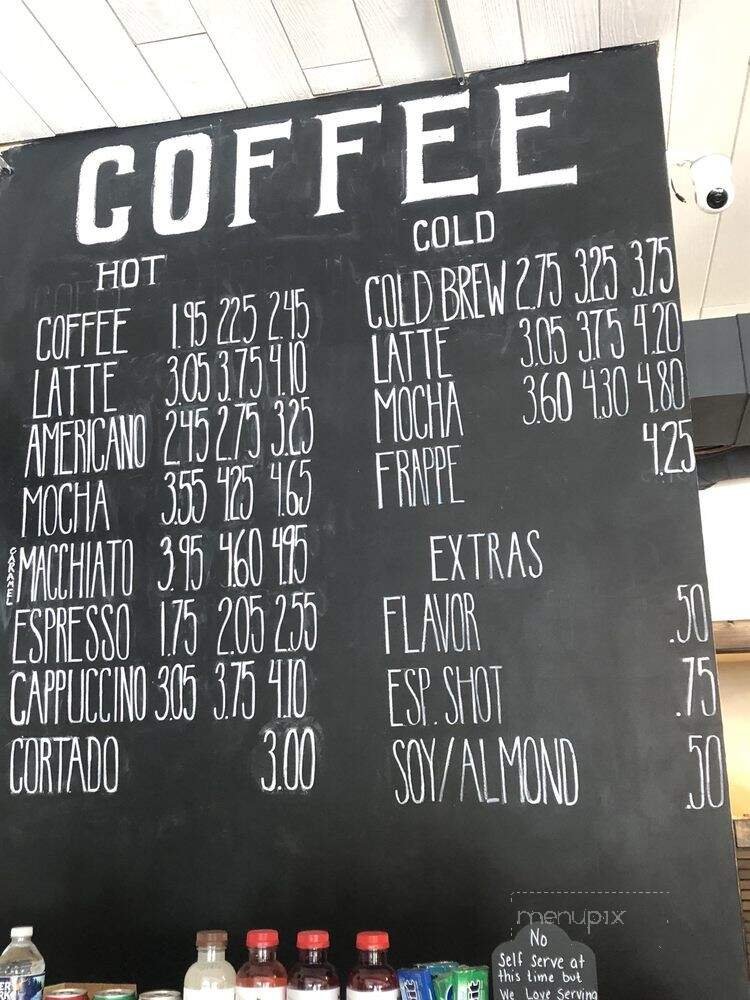 COFFEE
HOT
COFFEE 1.95 2.25 2.45
LATTE 3.05 3.75 4.10
AMERICANO 2.45 2.75 3.25
MOCHA 3.55 4.25 4.65
CARAMEL MACCHIATO 3.95 4.60 4.95
ESPRESSO 1.75 2.05 2.55
CAPPUCCINO 3.05 3.75 4.10
CORTADO 3.00
COLD
COLD BREW 2.75 3.25 3.75
LATTE 3.05 3.75 4.20
MOCHA 3.60 4.30 4.80
FRAPPE 4.25
EXTRAS
FLAVOR .50
ESP. SHOT .75
SOY/ALMOND .50
menupix
No
Self serve at
this time but
We Love Serving